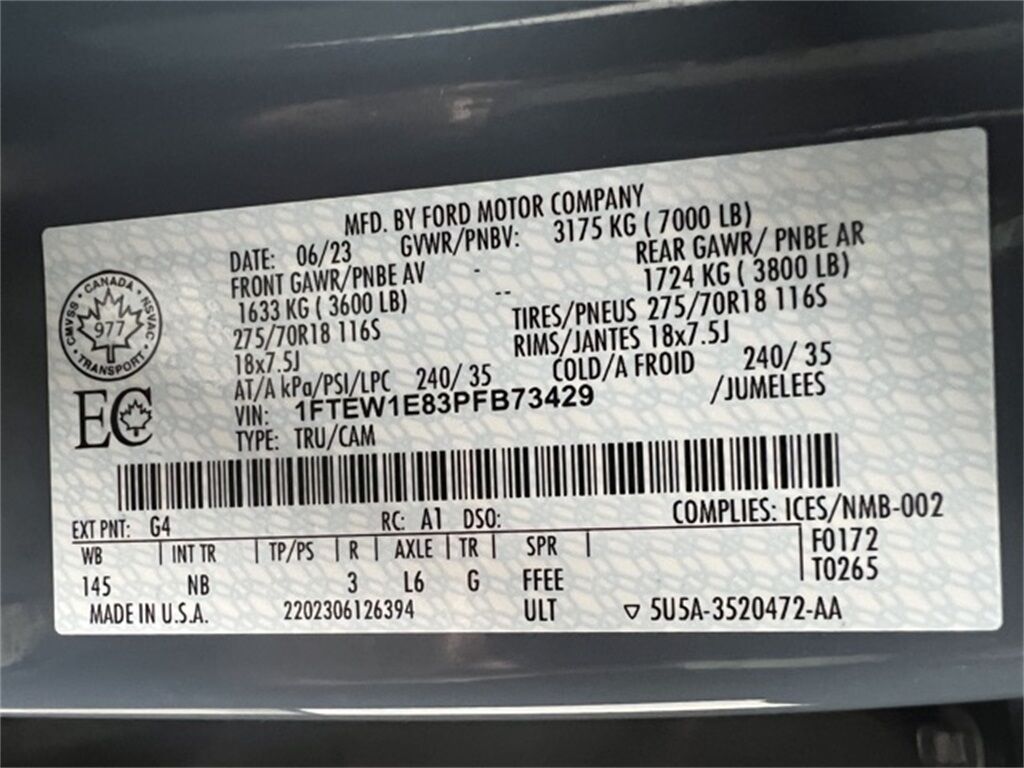 MFD. BY FORD MOTOR COMPANY
DATE: 06/23 GVWR/PNBV: 3175 KG ( 7000 LB)
FRONT GAWR/PNBE AV - REAR GAWR/ PNBE AR
1633 KG ( 3600 LB) -- 1724 KG ( 3800 LB)
275/70R18 116S TIRES/PNEUS 275/70R18 116S
18x7.5J RIMS/JANTES 18x7.5J
AT/A kPa/PSI/LPC 240/ 35 COLD/A FROID 240/ 35
VIN: 1FTEW1E83PFB73429 /JUMELEES
TYPE: TRU/CAM
CANADA
CMVSS NSVAC
977
TRANSPORT
EC
EXT PNT: G4 RC: A1 DSO: COMPLIES: ICES/NMB-002
WB | INT TR | TP/PS | R | AXLE | TR | SPR | F0172
145 NB 3 L6 G FFEE T0265
MADE IN U.S.A. 2202306126394 ULT ▽ 5U5A-3520472-AA